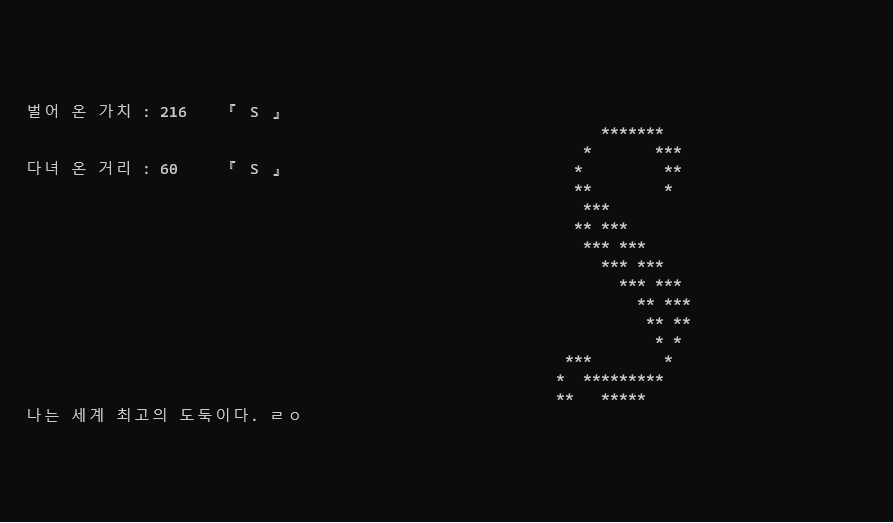 벌어 온 가치 : 216 『 S 』
다녀 온 거리 : 60 『 S 』
나는 세계 최고의 도둑이다. ㄹㅇ